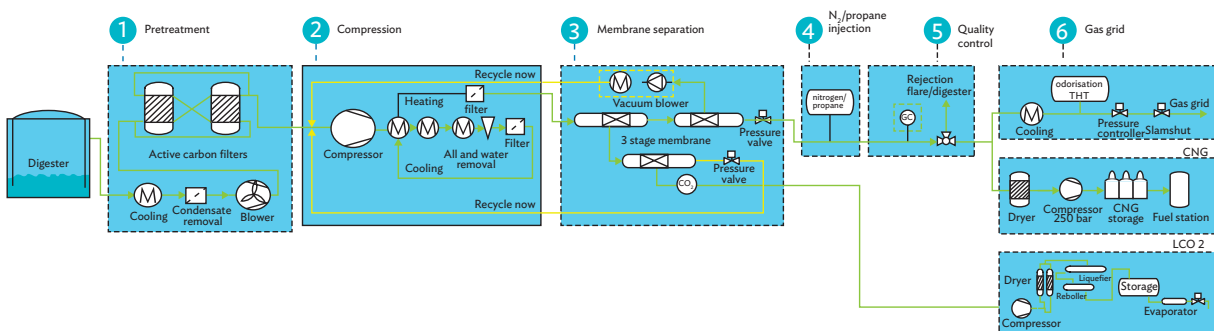 1
Pretreatment
2
Compression
3
Membrane separation
4
N2/propane
injection
5
Quality
control
6
Gas grid
Digester
Active carbon filters
Cooling
Condensate
removal
Blower
Recycle now
Heating
filter
Compressor
All and water
removal
Filter
Cooling
Recycle now
Vacuum blower
3 stage membrane
Pressure
valve
Pressure
valve
CO2
nitrogen/
propane
Rejection
flare/digester
GC
odorisation
THT
Gas grid
Cooling
Pressure
controller
Slamshut
CNG
Dryer
Compressor
250 bar
CNG
storage
Fuel station
LCO 2
Dryer
Liquefier
Reboller
Storage
Evaporator
Compressor